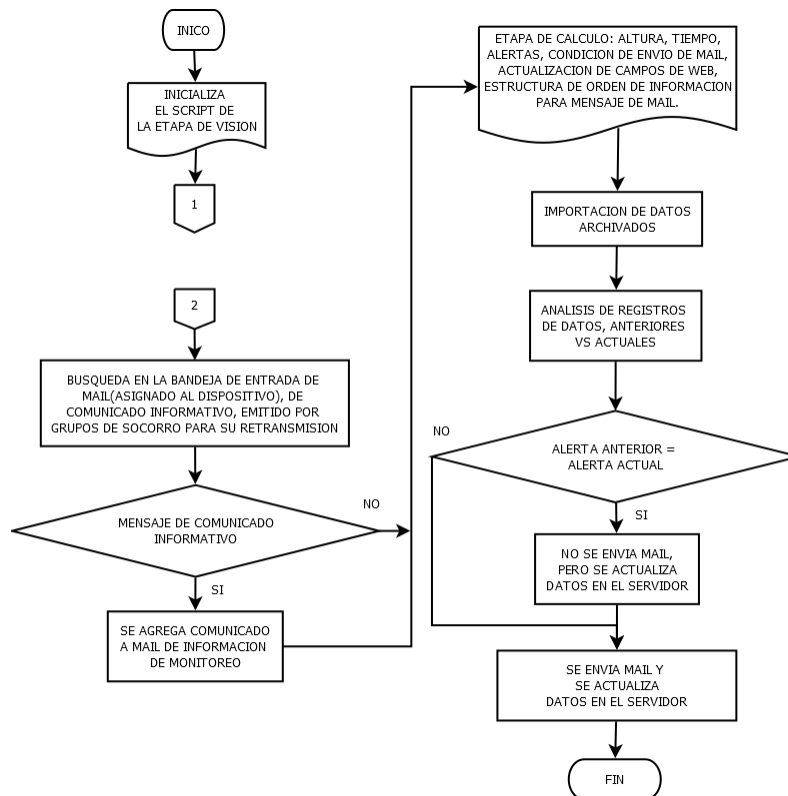 INICO
INICIALIZA
EL SCRIPT DE
LA ETAPA DE VISION
1
2
BUSQUEDA EN LA BANDEJA DE ENTRADA DE
MAIL(ASIGNADO AL DISPOSITIVO), DE
COMUNICADO INFORMATIVO, EMITIDO POR
GRUPOS DE SOCORRO PARA SU RETRANSMISION
MENSAJE DE COMUNICADO
INFORMATIVO
NO
SI
SE AGREGA COMUNICADO
A MAIL DE INFORMACION
DE MONITOREO
ETAPA DE CALCULO: ALTURA, TIEMPO,
ALERTAS, CONDICION DE ENVIO DE MAIL,
ACTUALIZACION DE CAMPOS DE WEB,
ESTRUCTURA DE ORDEN DE INFORMACION
PARA MENSAJE DE MAIL.
IMPORTACION DE DATOS
ARCHIVADOS
ANALISIS DE REGISTROS
DE DATOS, ANTERIORES
VS ACTUALES
NO
ALERTA ANTERIOR =
ALERTA ACTUAL
SI
NO SE ENVIA MAIL,
PERO SE ACTUALIZA
DATOS EN EL SERVIDOR
SE ENVIA MAIL Y
SE ACTUALIZA
DATOS EN EL SERVIDOR
FIN